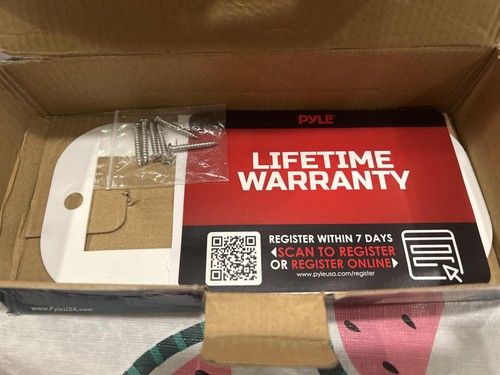 PYLE
LIFETIME
WARRANTY
REGISTER WITHIN 7 DAYS
SCAN TO REGISTER
OR REGISTER ONLINE
www.pyleusa.com/register
www.PyleUSA.com